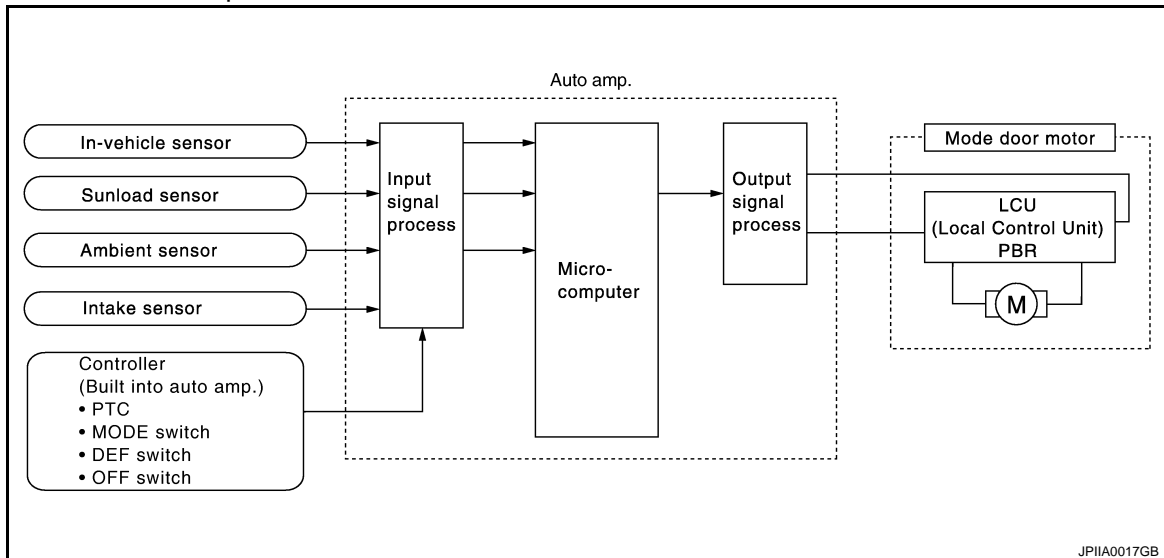 Auto amp.
In-vehicle sensor
Sunload sensor
Ambient sensor
Intake sensor
Controller
(Built into auto amp.)
• PTC
• MODE switch
• DEF switch
• OFF switch
Input
signal
process
Micro-
computer
Output
signal
process
Mode door motor
LCU
(Local Control Unit)
PBR
M
JPIIA0017GB